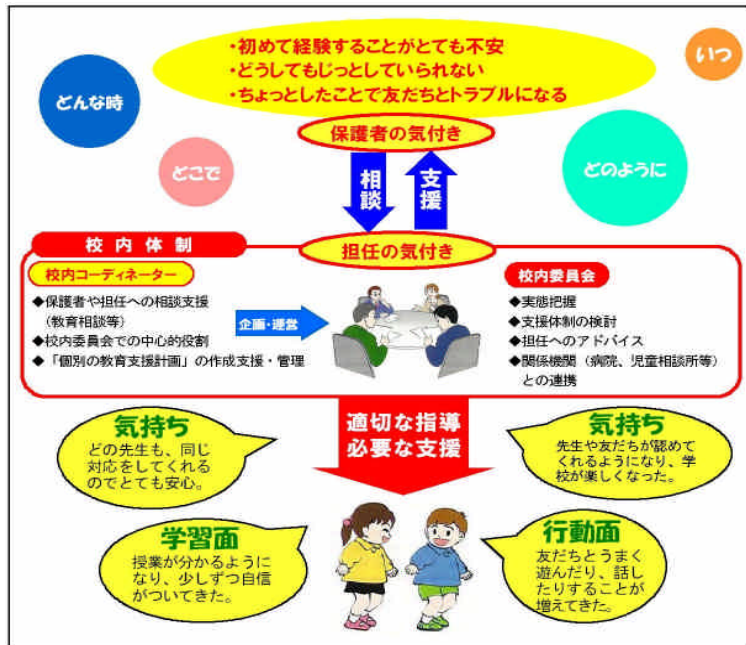 ・初めて経験することがとても不安
・どうしてもじっとしていられない
・ちょっとしたことで友だちとトラブルになる
いつ
どんな時
どこで
どのように
保護者の気付き
相談
支援
校内体制
担任の気付き
校内コーディネーター
◆保護者や担任への相談支援
(教育相談等)
◆校内委員会での中心的役割
◆「個別の教育支援計画」の作成支援・管理
企画・運営
校内委員会
◆実態把握
◆支援体制の検討
◆担任へのアドバイス
◆関係機関(病院、児童相談所等)
との連携
適切な指導
必要な支援
気持ち
どの先生も、同じ
対応をしてくれる
のでとても安心。
気持ち
先生や友だちが認めて
くれるようになり、学
校が楽しくなった。
学習面
授業が分かるように
なり、少しずつ自信
がついてきた。
行動面
友だちとうまく
遊んだり、話し
たりすることが
増えてきた。